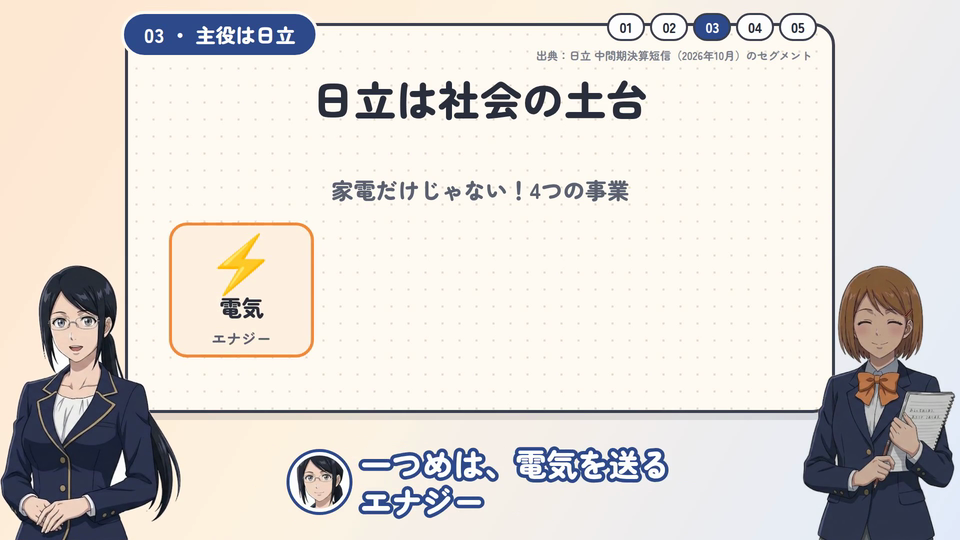 03 ・ 主役は日立
01 02 03 04 05
出典：日立 中間期決算短信（2026年10月）のセグメント
日立は社会の土台
家電だけじゃない！4つの事業
電気
エナジー
一つめは、電気を送る
エナジー